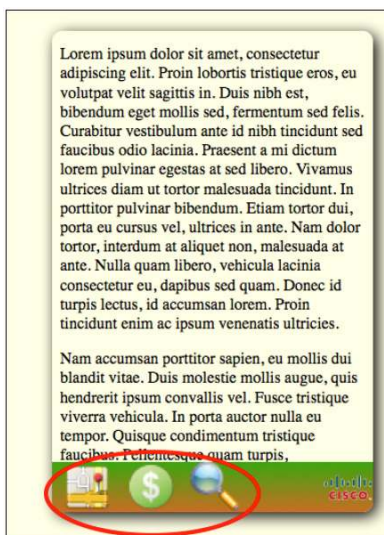 Lorem ipsum dolor sit amet, consectetur
adipiscing elit. Proin lobortis tristique eros, eu
volutpat velit sagittis in. Duis nibh est,
bibendum eget mollis sed, fermentum sed felis.
Curabitur vestibulum ante id nibh tincidunt sed
faucibus odio lacinia. Praesent a mi dictum
lorem pulvinar egestas at sed libero. Vivamus
ultrices diam ut tortor malesuada tincidunt. In
porttitor pulvinar bibendum. Etiam tortor dui,
porta eu cursus vel, ultrices in ante. Nam dolor
tortor, interdum at aliquet non, malesuada at
ante. Nulla quam libero, vehicula lacinia
consectetur eu, dapibus sed quam. Donec id
turpis lectus, id accumsan lorem. Proin
tincidunt enim ac ipsum venenatis ultricies.
Nam accumsan porttitor sapien, eu mollis dui
blandit vitae. Duis molestie mollis augue, quis
hendrerit ipsum convallis vel. Fusce tristique
viverra vehicula. In porta auctor nulla eu
tempor. Quisque condimentum tristique
faucibus. Pellentesque quam turpis,
$
CISCO